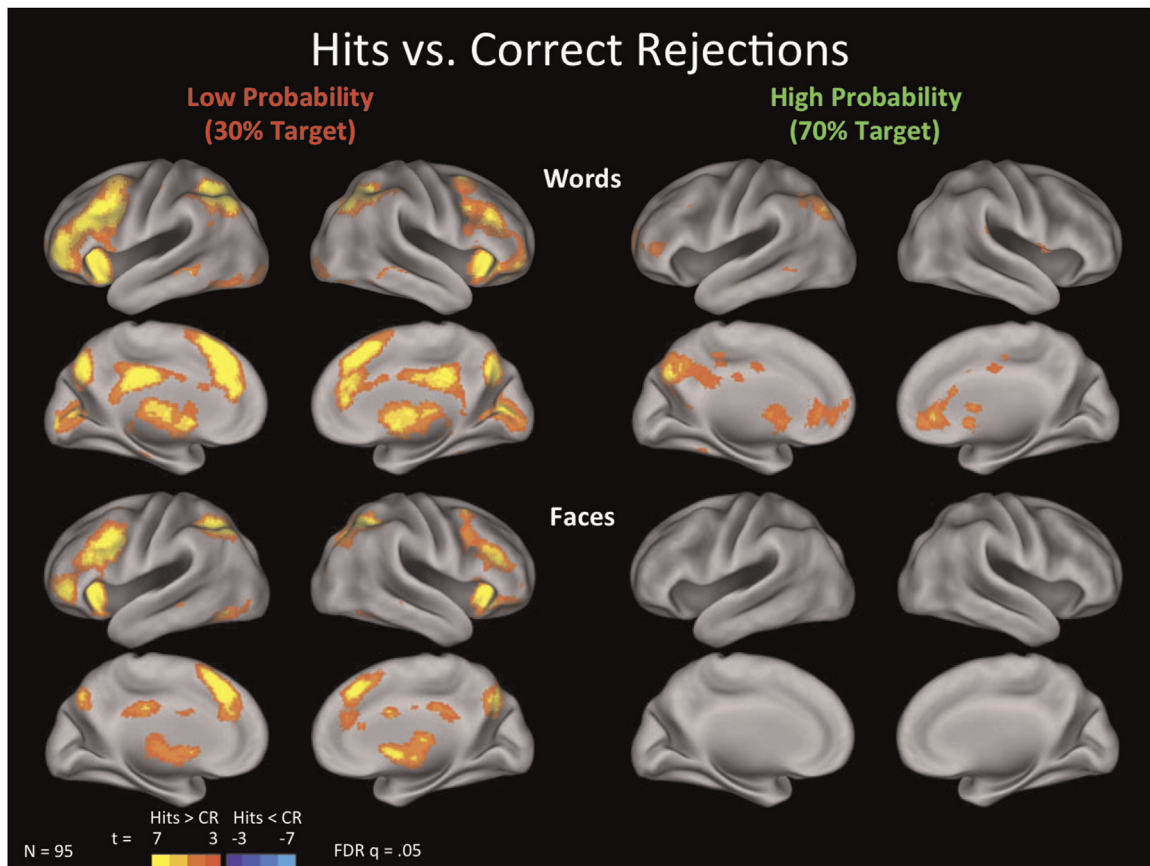 Hits vs. Correct Rejections
Low Probability
(30% Target)
High Probability
(70% Target)
Words
Faces
Hits > CR Hits < CR
t = 7 3 -3 -7
N = 95
FDR q = .05